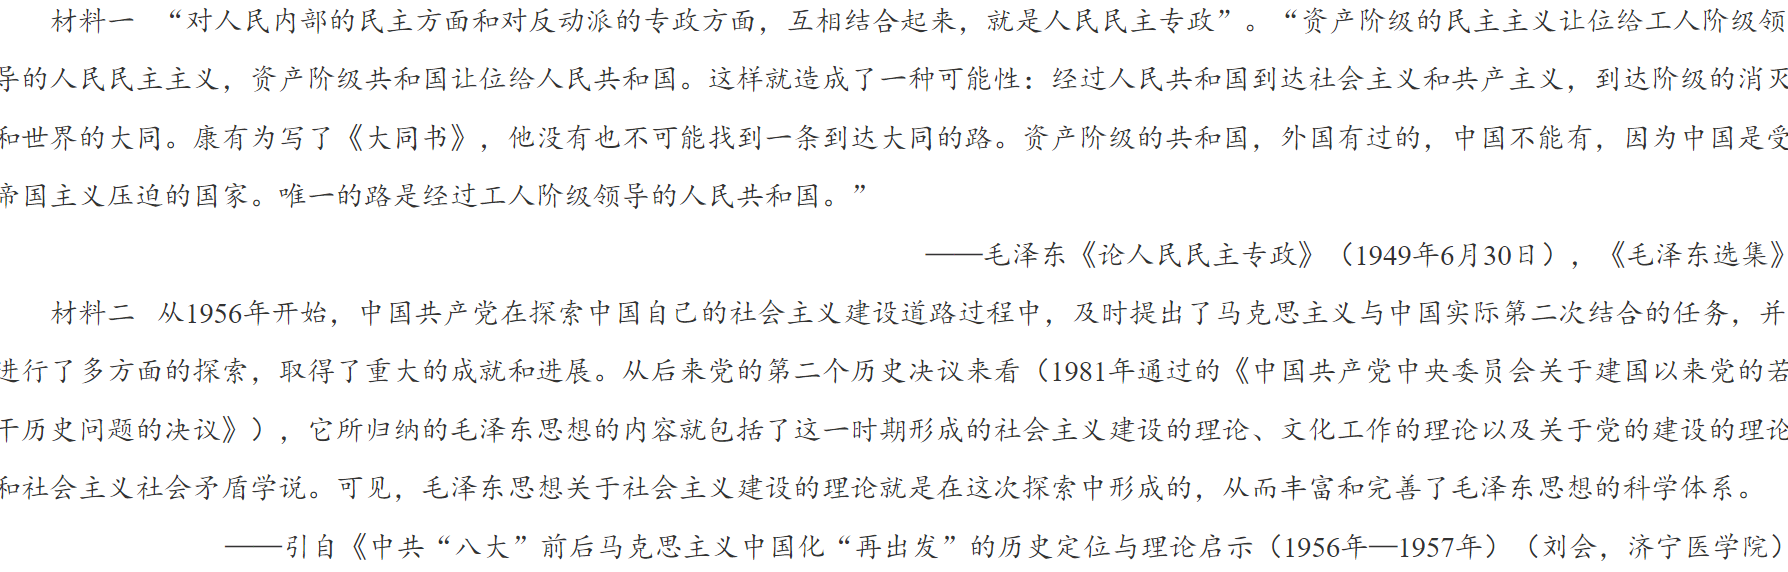 材料一 “对人民内部的民主方面和对反动派的专政方面，互相结合起来，就是人民民主专政”。“资产阶级的民主主义让位给工人阶级领
导的人民民主主义，资产阶级共和国让位给人民共和国。这样就造成了一种可能性：经过人民共和国到达社会主义和共产主义，到达阶级的消灭
和世界的大同。康有为写了《大同书》，他没有也不可能找到一条到达大同的路。资产阶级的共和国，外国有过的，中国不能有，因为中国是受
帝国主义压迫的国家。唯一的路是经过工人阶级领导的人民共和国。”
——毛泽东《论人民民主专政》（1949年6月30日），《毛泽东选集》
材料二 从1956年开始，中国共产党在探索中国自己的社会主义建设道路过程中，及时提出了马克思主义与中国实际第二次结合的任务，并
进行了多方面的探索，取得了重大的成就和进展。从后来党的第二个历史决议来看（1981年通过的《中国共产党中央委员会关于建国以来党的若
干历史问题的决议》），它所归纳的毛泽东思想的内容就包括了这一时期形成的社会主义建设的理论、文化工作的理论以及关于党的建设的理论
和社会主义社会矛盾学说。可见，毛泽东思想关于社会主义建设的理论就是在这次探索中形成的，从而丰富和完善了毛泽东思想的科学体系。
——引自《中共“八大”前后马克思主义中国化“再出发”的历史定位与理论启示（1956年—1957年）（刘会，济宁医学院）